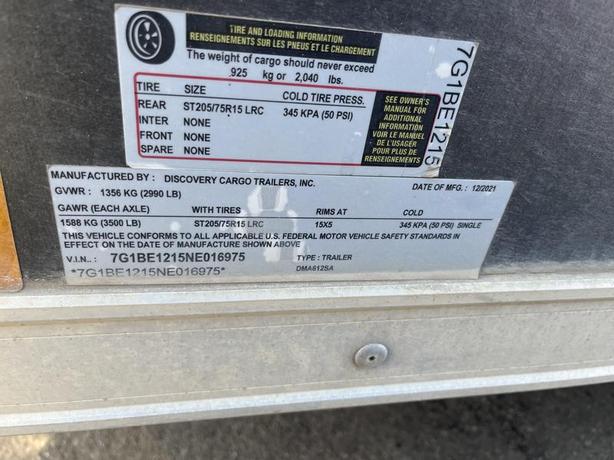 TIRE AND LOADING INFORMATION
RENSEIGNEMENTS SUR LES PNEUS ET LE CHARGEMENT
The weight of cargo should never exceed
925 kg or 2,040 lbs.
TIRE SIZE COLD TIRE PRESS.
REAR ST205/75R15 LRC 345 KPA (50 PSI)
INTER NONE
FRONT NONE
SPARE NONE
SEE OWNER'S
MANUAL FOR
ADDITIONAL
INFORMATION
VOIR LE MANUEL
DE L'USAGER
POUR PLUS DE
RENSEIGNEMENTS
7G1BE1215
MANUFACTURED BY : DISCOVERY CARGO TRAILERS, INC. DATE OF MFG. : 12/2021
GVWR : 1356 KG (2990 LB)
GAWR (EACH AXLE) WITH TIRES RIMS AT COLD
1588 KG (3500 LB) ST205/75R15 LRC 15X5 345 KPA (50 PSI) SINGLE
THIS VEHICLE CONFORMS TO ALL APPLICABLE U.S. FEDERAL MOTOR VEHICLE SAFETY STANDARDS IN
EFFECT ON THE DATE OF MANUFACTURE SHOWN ABOVE
V.I.N.. : 7G1BE1215NE016975 TYPE : TRAILER
*7G1BE1215NE016975* DMA612SA